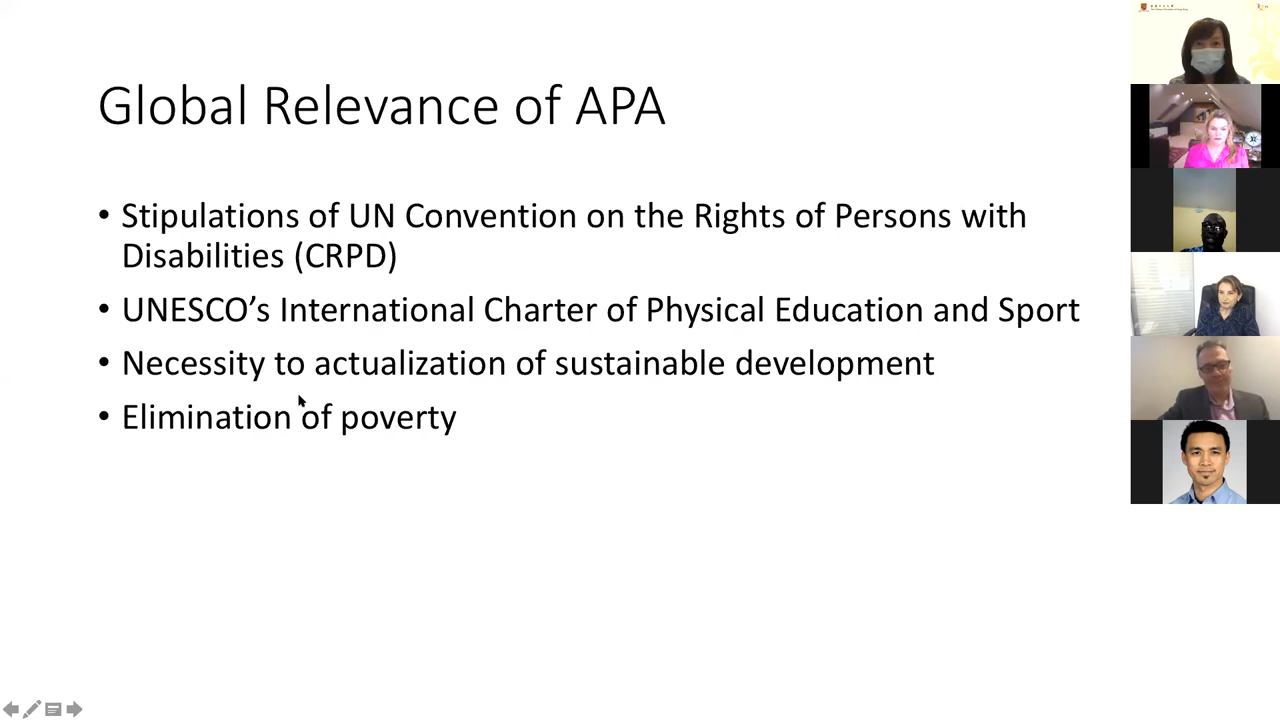 Global Relevance of APA
• Stipulations of UN Convention on the Rights of Persons with
Disabilities (CRPD)
• UNESCO’s International Charter of Physical Education and Sport
• Necessity to actualization of sustainable development
• Elimination of poverty